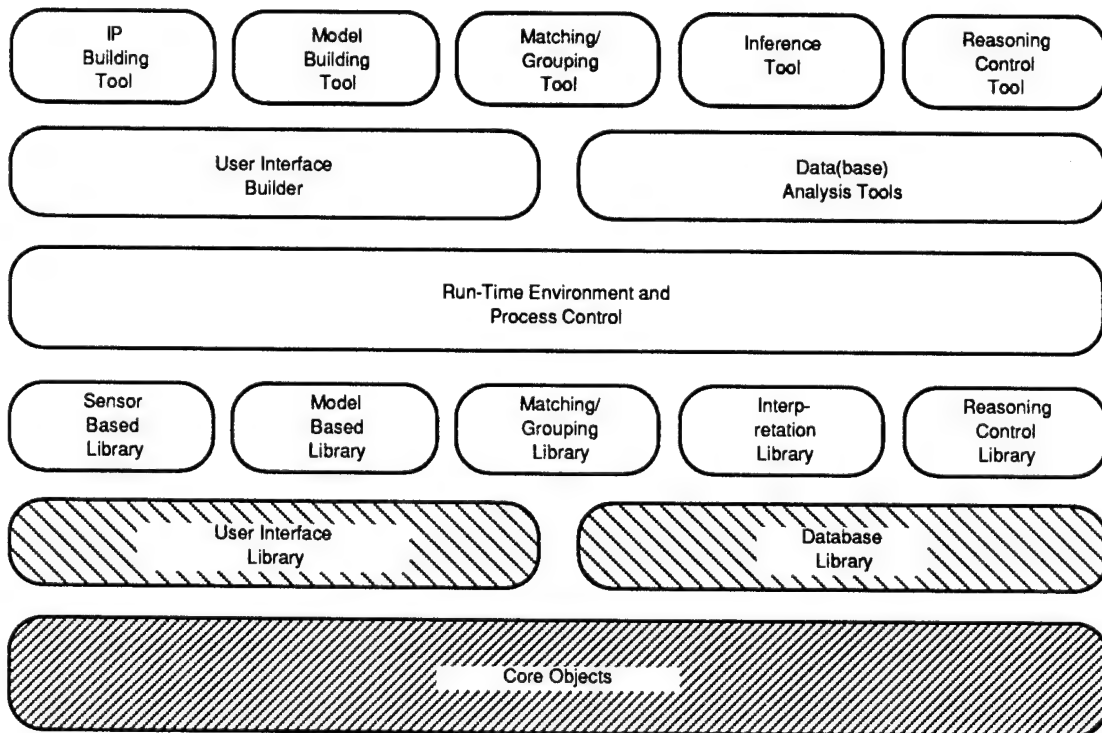 IP
Building
Tool
Model
Building
Tool
Matching/
Grouping
Tool
Inference
Tool
Reasoning
Control
Tool
User Interface
Builder
Data(base)
Analysis Tools
Run-Time Environment and
Process Control
Sensor
Based
Library
Model
Based
Library
Matching/
Grouping
Library
Interp-
retation
Library
Reasoning
Control
Library
User Interface
Library
Database
Library
Core Objects